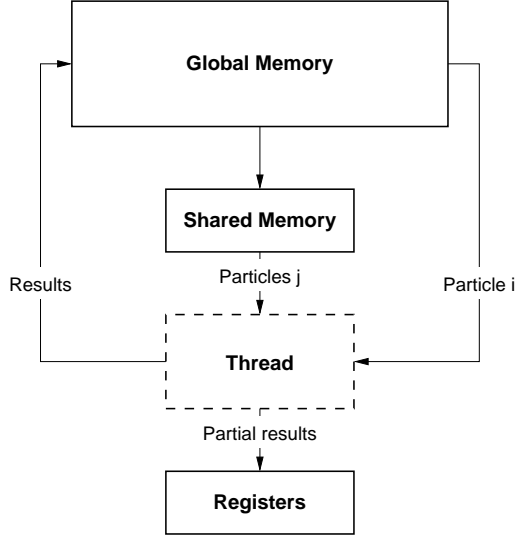 Global Memory
Shared Memory
Particles j
Results
Particle i
Thread
Partial results
Registers